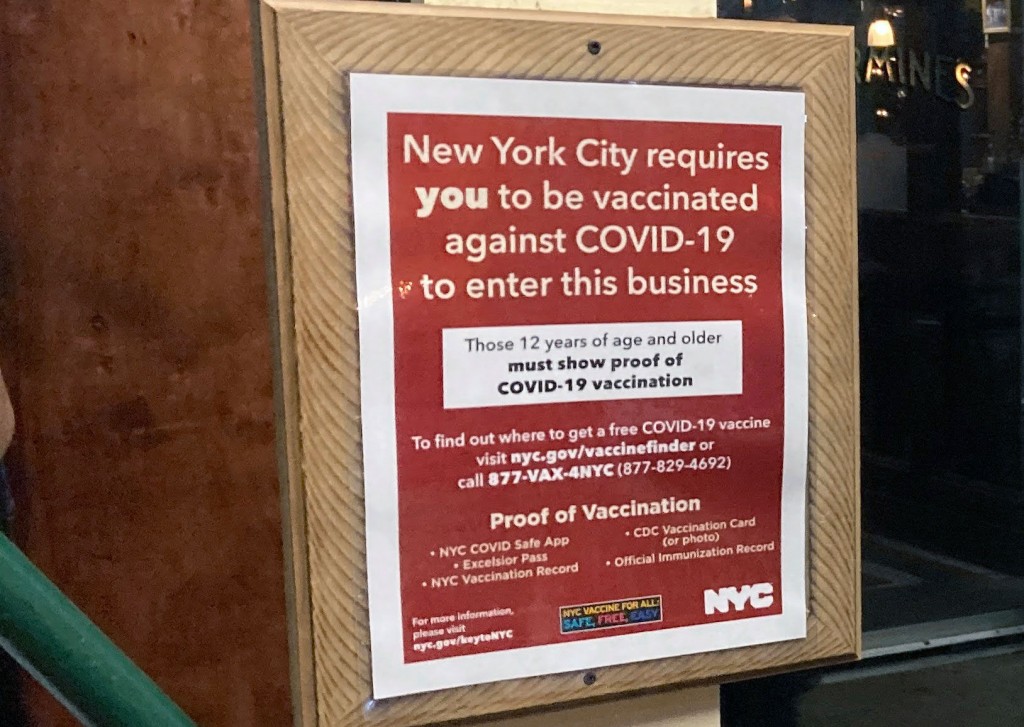 RMINES
New York City requires
you to be vaccinated
against COVID-19
to enter this business
Those 12 years of age and older
must show proof of
COVID-19 vaccination
To find out where to get a free COVID-19 vaccine
visit nyc.gov/vaccinefinder or
call 877-VAX-4NYC (877-829-4692)
Proof of Vaccination
• NYC COVID Safe App
• Excelsior Pass
• NYC Vaccination Record
• CDC Vaccination Card
(or photo)
• Official Immunization Record
For more information,
please visit
nyc.gov/keytoNYC
NYC VACCINE FOR ALL:
SAFE, FREE, EASY
NYC